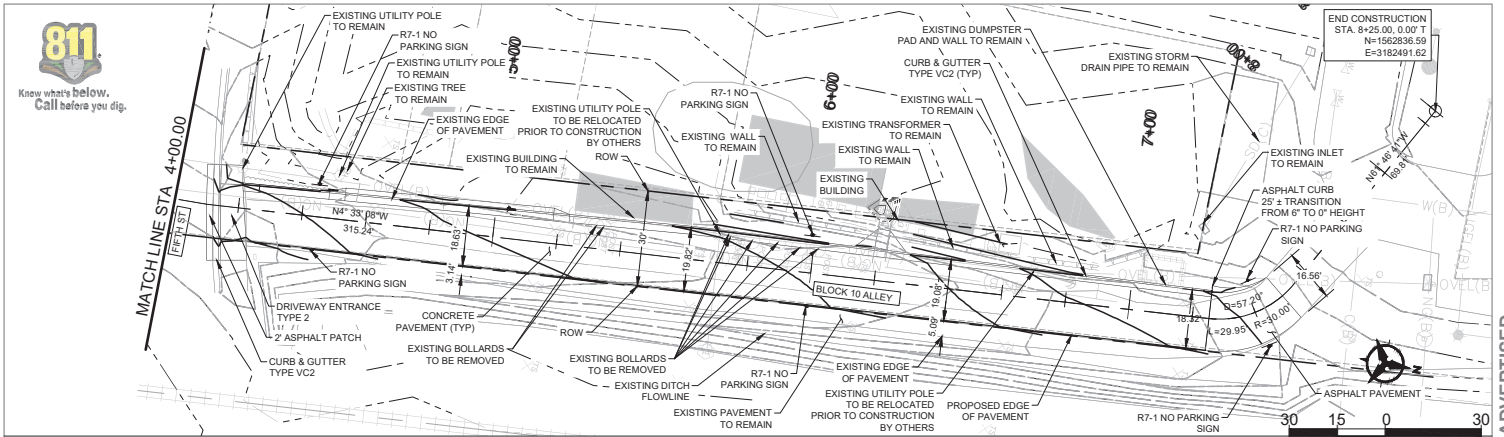 811.
Know what's below.
Call before you dig.
MATCH LINE STA 4+00.00
FIFTH ST
EXISTING UTILITY POLE
TO REMAIN
R7-1 NO
PARKING SIGN
EXISTING UTILITY POLE
TO REMAIN
EXISTING TREE
TO REMAIN
EXISTING EDGE
OF PAVEMENT
EXISTING BUILDING
TO REMAIN
EXISTING UTILITY POLE
TO BE RELOCATED
PRIOR TO CONSTRUCTION
BY OTHERS
ROW
R7-1 NO
PARKING SIGN
EXISTING WALL
TO REMAIN
6+00
EXISTING DUMPSTER
PAD AND WALL TO REMAIN
CURB & GUTTER
TYPE VC2 (TYP)
EXISTING WALL
TO REMAIN
EXISTING TRANSFORMER
TO REMAIN
EXISTING WALL
TO REMAIN
EXISTING
BUILDING
7+00
EXISTING STORM
DRAIN PIPE TO REMAIN
8+00
END CONSTRUCTION
STA. 8+25.00, 0.00' T
N=1562836.59
E=3182491.62
EXISTING INLET
TO REMAIN
ASPHALT CURB
25' ± TRANSITION
FROM 6" TO 0" HEIGHT
R7-1 NO PARKING
SIGN
N4° 33' 08"W
315.24'
18.63'
3.14'
30'
19.82'
19.08'
5.09'
18.32'
16.56'
D=57.20°
R=30.00'
L=29.95'
BLOCK 10 ALLEY
R7-1 NO
PARKING SIGN
DRIVEWAY ENTRANCE
TYPE 2
2' ASPHALT PATCH
CURB & GUTTER
TYPE VC2
CONCRETE
PAVEMENT (TYP)
EXISTING BOLLARDS
TO BE REMOVED
ROW
EXISTING BOLLARDS
TO BE REMOVED
EXISTING DITCH
FLOWLINE
EXISTING PAVEMENT
TO REMAIN
R7-1 NO
PARKING SIGN
EXISTING EDGE
OF PAVEMENT
EXISTING UTILITY POLE
TO BE RELOCATED
PRIOR TO CONSTRUCTION
BY OTHERS
PROPOSED EDGE
OF PAVEMENT
R7-1 NO PARKING
SIGN
ASPHALT PAVEMENT
N
30 15 0 30